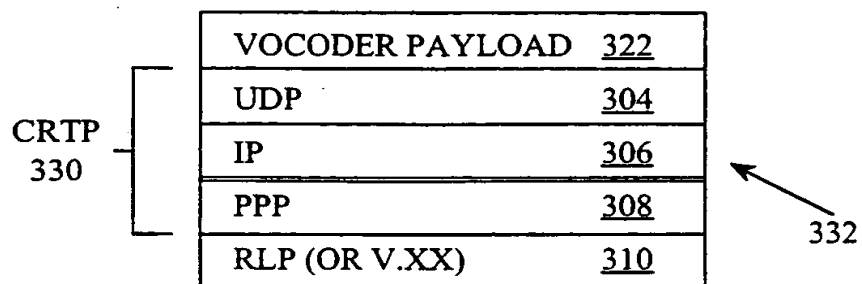 VOCODER PAYLOAD 322
UDP 304
CRTP
330
IP 306
PPP 308
332
RLP (OR V.XX) 310